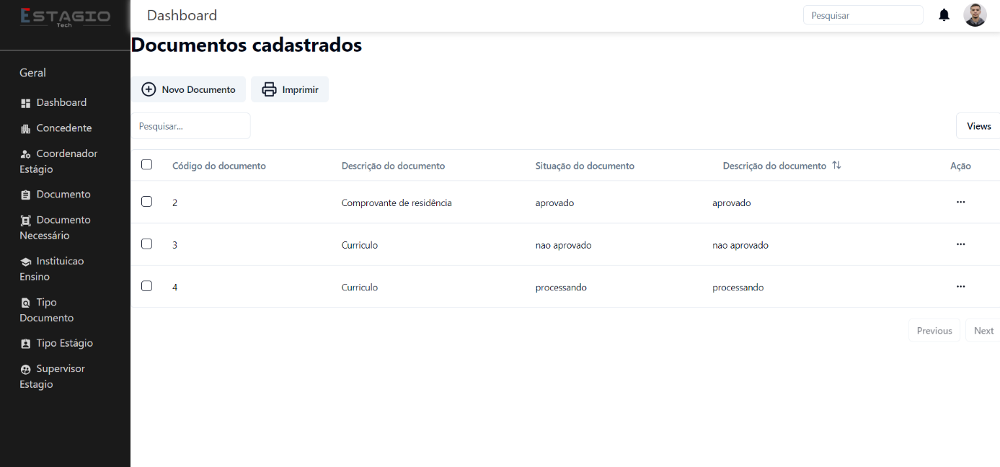 ESTAGIO
Tech
Dashboard
Pesquisar
Geral
Dashboard
Concedente
Coordenador
Estágio
Documento
Documento
Necessário
Instituicao
Ensino
Tipo
Documento
Tipo Estágio
Supervisor
Estagio
Documentos cadastrados
Novo Documento Imprimir
Pesquisar... Views
Código do documento Descrição do documento Situação do documento Descrição do documento Ação
2 Comprovante de residência aprovado aprovado ...
3 Curriculo nao aprovado nao aprovado ...
4 Curriculo processando processando ...
Previous Next